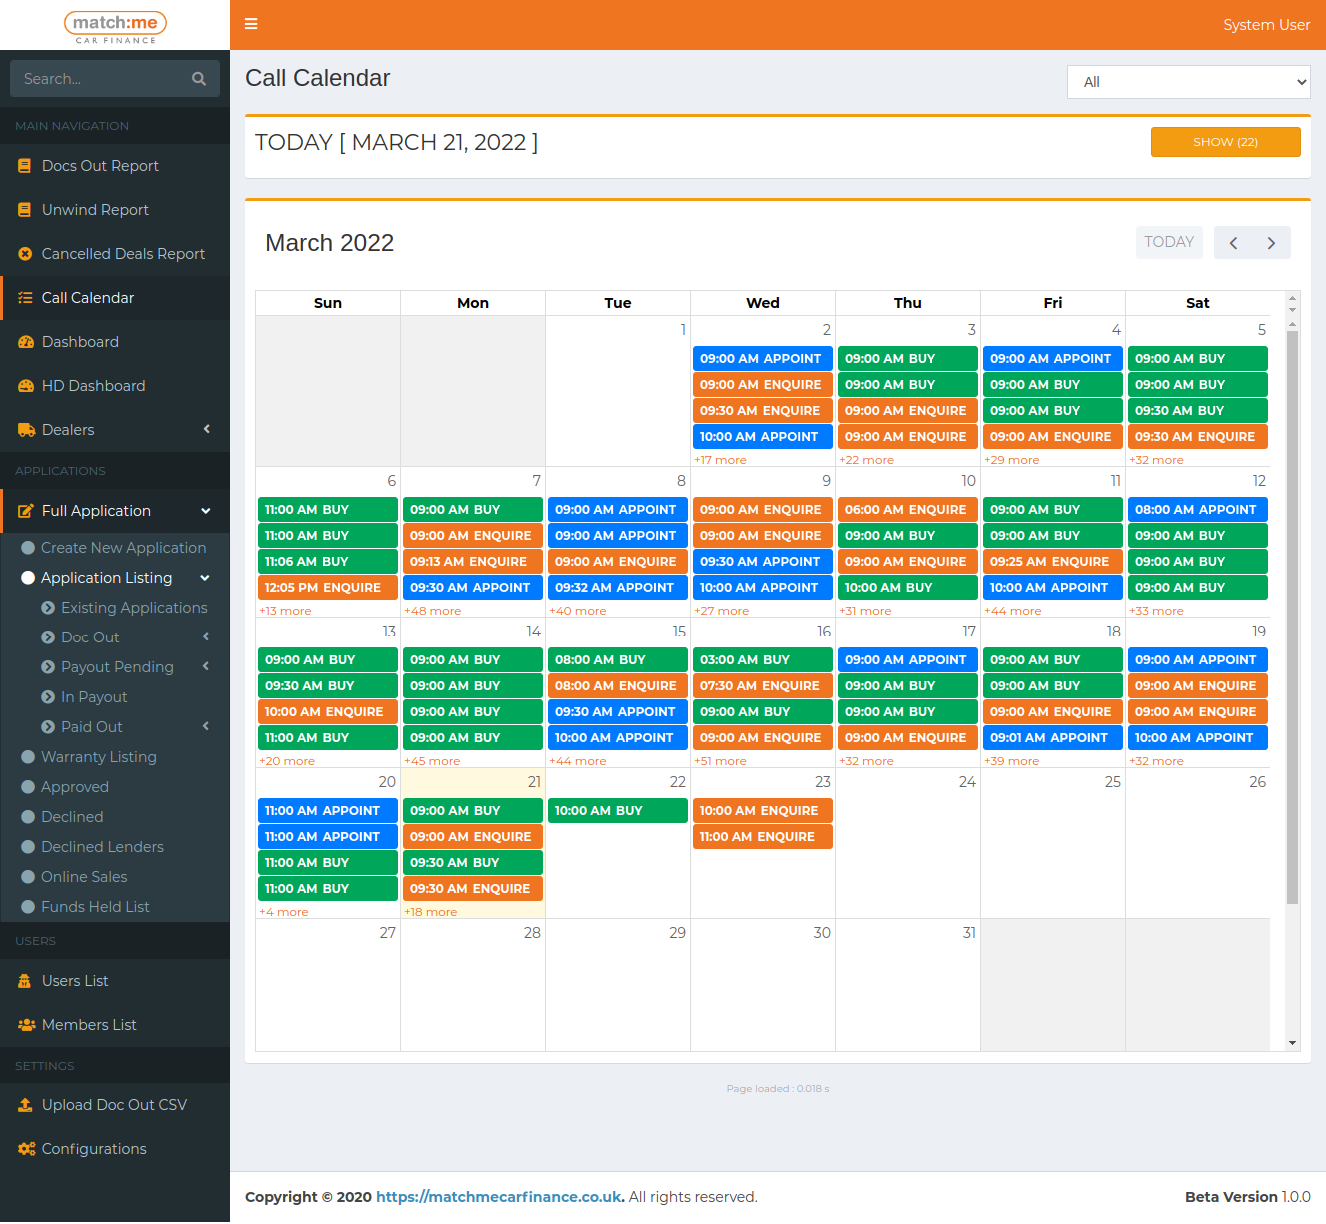 match:me
CAR FINANCE
System User
Search...
MAIN NAVIGATION
Docs Out Report
Unwind Report
Cancelled Deals Report
Call Calendar
Dashboard
HD Dashboard
Dealers
APPLICATIONS
Full Application
Create New Application
Application Listing
Existing Applications
Doc Out
Payout Pending
In Payout
Paid Out
Warranty Listing
Approved
Declined
Declined Lenders
Online Sales
Funds Held List
USERS
Users List
Members List
SETTINGS
Upload Doc Out CSV
Configurations
Call Calendar
All
TODAY [ MARCH 21, 2022 ]
SHOW (22)
March 2022
TODAY
Sun Mon Tue Wed Thu Fri Sat
1 2 3 4 5
09:00 AM APPOINT 09:00 AM BUY 09:00 AM APPOINT 09:00 AM BUY
09:00 AM ENQUIRE 09:00 AM BUY 09:00 AM BUY 09:00 AM BUY
09:30 AM ENQUIRE 09:00 AM ENQUIRE 09:00 AM BUY 09:30 AM BUY
10:00 AM APPOINT 09:00 AM ENQUIRE 09:00 AM ENQUIRE 09:30 AM ENQUIRE
+17 more +22 more +29 more +32 more
6 7 8 9 10 11 12
11:00 AM BUY 09:00 AM BUY 09:00 AM APPOINT 09:00 AM ENQUIRE 06:00 AM ENQUIRE 09:00 AM BUY 08:00 AM APPOINT
11:00 AM BUY 09:00 AM ENQUIRE 09:00 AM APPOINT 09:00 AM ENQUIRE 09:00 AM BUY 09:00 AM BUY 09:00 AM BUY
11:06 AM BUY 09:13 AM ENQUIRE 09:00 AM ENQUIRE 09:30 AM APPOINT 09:00 AM ENQUIRE 09:25 AM ENQUIRE 09:00 AM BUY
12:05 PM ENQUIRE 09:30 AM APPOINT 09:32 AM APPOINT 10:00 AM APPOINT 10:00 AM BUY 10:00 AM APPOINT 09:00 AM BUY
+13 more +48 more +40 more +27 more +31 more +44 more +33 more
13 14 15 16 17 18 19
09:00 AM BUY 09:00 AM BUY 08:00 AM BUY 03:00 AM BUY 09:00 AM APPOINT 09:00 AM BUY 09:00 AM APPOINT
09:30 AM BUY 09:00 AM BUY 08:00 AM ENQUIRE 07:30 AM ENQUIRE 09:00 AM BUY 09:00 AM BUY 09:00 AM ENQUIRE
10:00 AM ENQUIRE 09:00 AM BUY 09:30 AM APPOINT 09:00 AM BUY 09:00 AM BUY 09:00 AM ENQUIRE 09:00 AM ENQUIRE
11:00 AM BUY 09:00 AM BUY 10:00 AM APPOINT 09:00 AM ENQUIRE 09:00 AM ENQUIRE 09:01 AM APPOINT 10:00 AM APPOINT
+20 more +45 more +44 more +51 more +32 more +39 more +32 more
20 21 22 23 24 25 26
11:00 AM APPOINT 09:00 AM BUY 10:00 AM BUY 10:00 AM ENQUIRE
11:00 AM APPOINT 09:00 AM ENQUIRE 11:00 AM ENQUIRE
11:00 AM BUY 09:30 AM BUY
11:00 AM BUY 09:30 AM ENQUIRE
+4 more +18 more
27 28 29 30 31
Page loaded : 0.018 s
Copyright © 2020 https://matchmecarfinance.co.uk. All rights reserved.
Beta Version 1.0.0